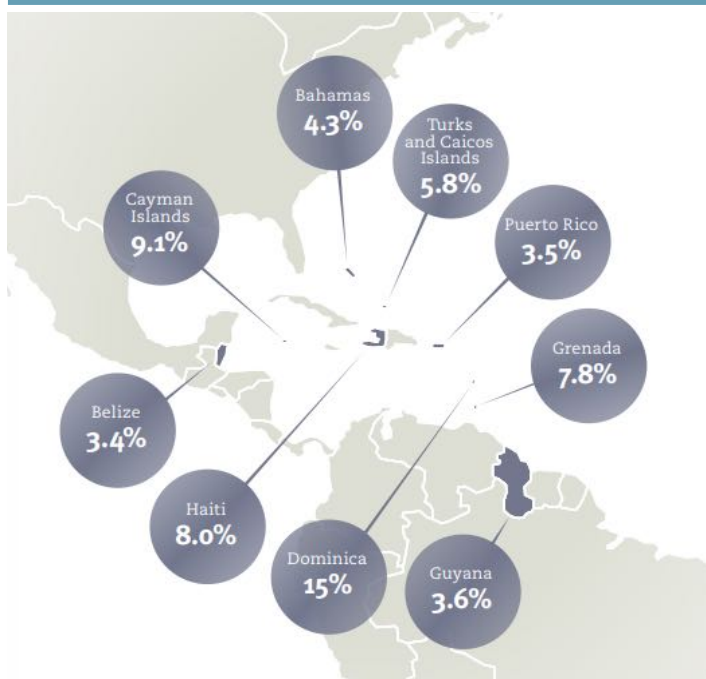 Bahamas
4.3%
Turks
and Caicos
Islands
5.8%
Cayman
Islands
9.1%
Puerto Rico
3.5%
Grenada
7.8%
Belize
3.4%
Haiti
8.0%
Dominica
15%
Guyana
3.6%